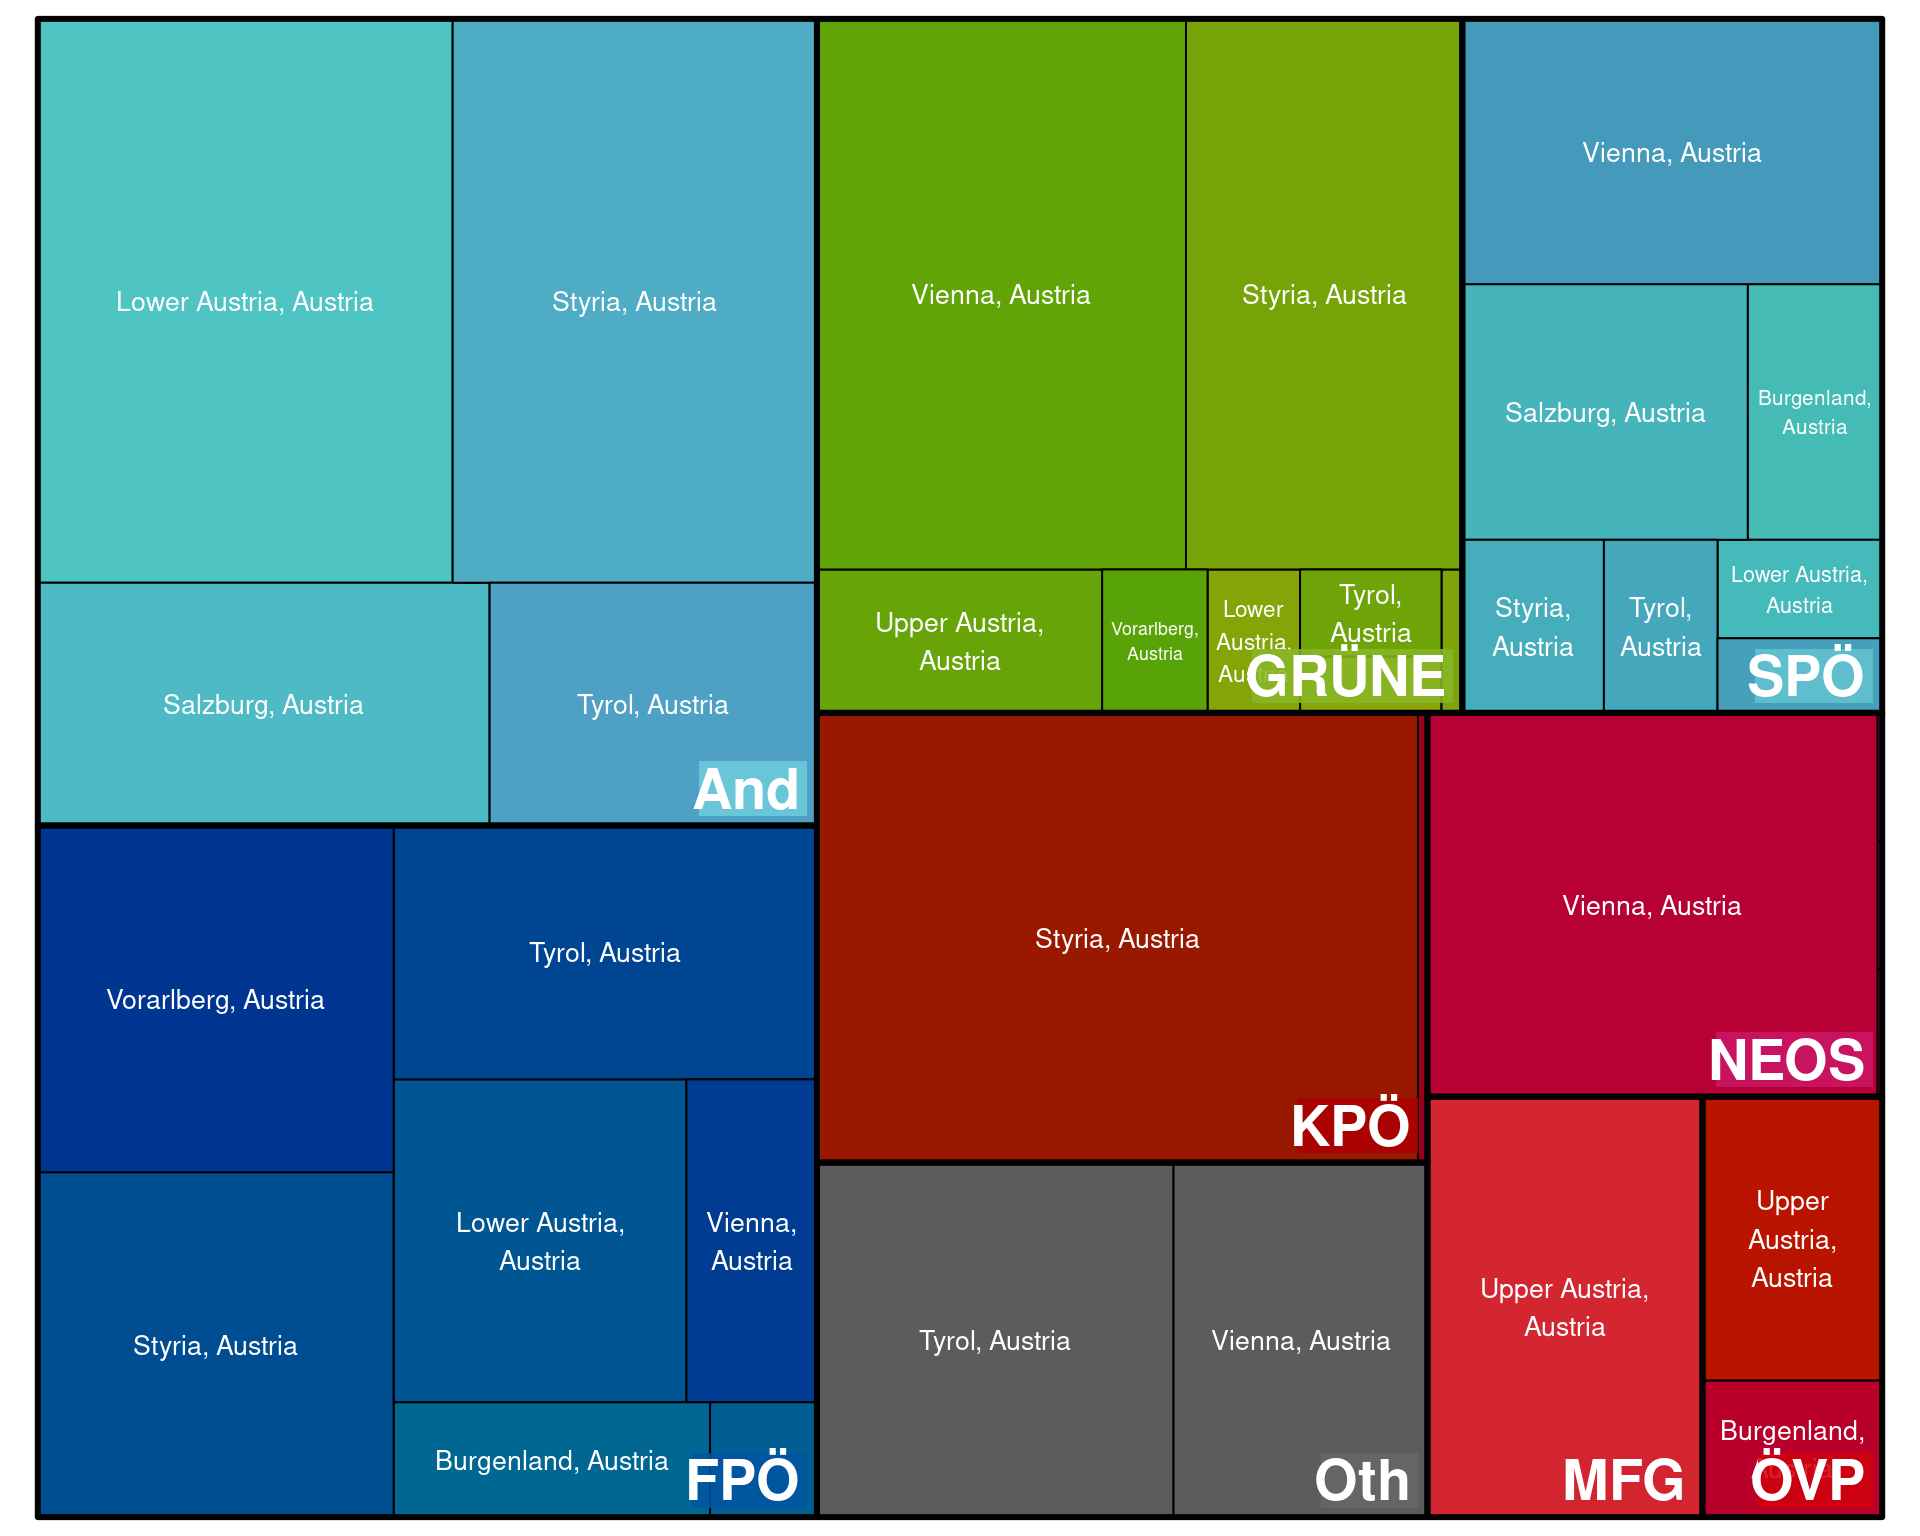 Lower Austria, Austria
Styria, Austria
Salzburg, Austria
Tyrol, Austria
And
Vorarlberg, Austria
Tyrol, Austria
Styria, Austria
Lower Austria,
Austria
Vienna,
Austria
Burgenland, Austria
FPÖ
Vienna, Austria
Styria, Austria
Upper Austria,
Austria
Vorarlberg,
Austria
Lower
Austria,
Tyrol,
Austria
GRÜNE
Vienna, Austria
Salzburg, Austria
Burgenland,
Austria
Styria,
Austria
Tyrol,
Austria
Lower Austria,
Austria
SPÖ
Styria, Austria
KPÖ
Vienna, Austria
NEOS
Tyrol, Austria
Vienna, Austria
Oth
Upper Austria,
Austria
MFG
Upper
Austria,
Austria
Burgenland,
ÖVP